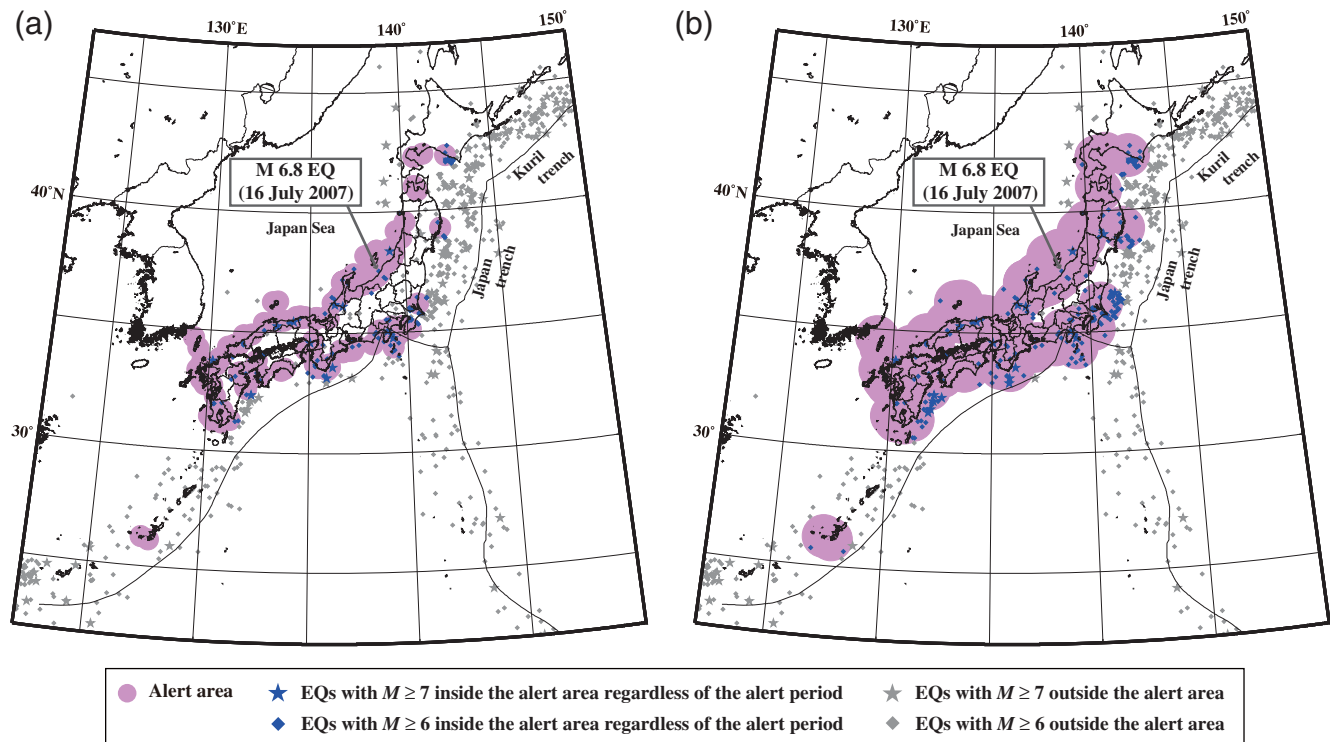 (a)
130°E
140°
150°
M 6.8 EQ
(16 July 2007)
40°N
Japan Sea
Kuril
trench
Japan
trench
30°
(b)
130°E
140°
150°
M 6.8 EQ
(16 July 2007)
40°N
Japan Sea
Kuril
trench
Japan
trench
30°
Alert area
EQs with M ≥ 7 inside the alert area regardless of the alert period
EQs with M ≥ 7 outside the alert area
EQs with M ≥ 6 inside the alert area regardless of the alert period
EQs with M ≥ 6 outside the alert area